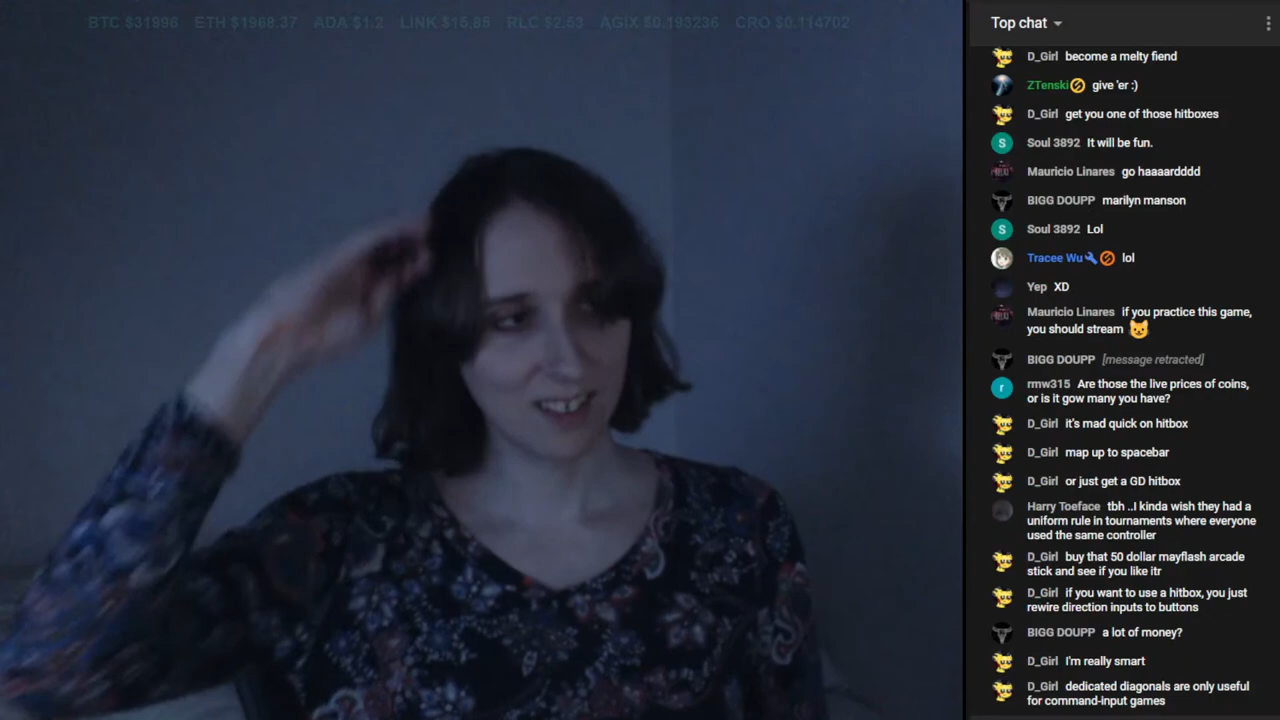 BTC $31996 ETH $1968.37 ADA $1.2 LINK $15.85 RLC $2.53 AGIX $0.193236 CRO $0.114702
Top chat
D_Girl become a melty fiend
ZTenski give 'er :)
D_Girl get you one of those hitboxes
S Soul 3892 It will be fun.
Mauricio Linares go haaaardddd
BIGG DOUPP marilyn manson
S Soul 3892 Lol
Tracee Wu lol
Yep XD
Mauricio Linares if you practice this game,
you should stream
BIGG DOUPP [message retracted]
r rmw315 Are those the live prices of coins,
or is it gow many you have?
D_Girl it's mad quick on hitbox
D_Girl map up to spacebar
D_Girl or just get a GD hitbox
Harry Toeface tbh ..I kinda wish they had a
uniform rule in tournaments where everyone
used the same controller
D_Girl buy that 50 dollar mayflash arcade
stick and see if you like itr
D_Girl if you want to use a hitbox, you just
rewire direction inputs to buttons
BIGG DOUPP a lot of money?
D_Girl I'm really smart
D_Girl dedicated diagonals are only useful
for command-input games